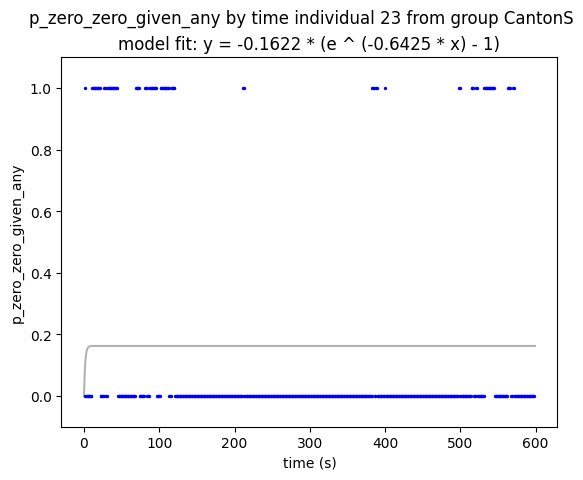 p_zero_zero_given_any by time individual 23 from group CantonS
model fit: y = -0.1622 * (e ^ (-0.6425 * x) - 1)
1.0
0.8
0.6
0.4
0.2
0.0
p_zero_zero_given_any
0 100 200 300 400 500 600
time (s)